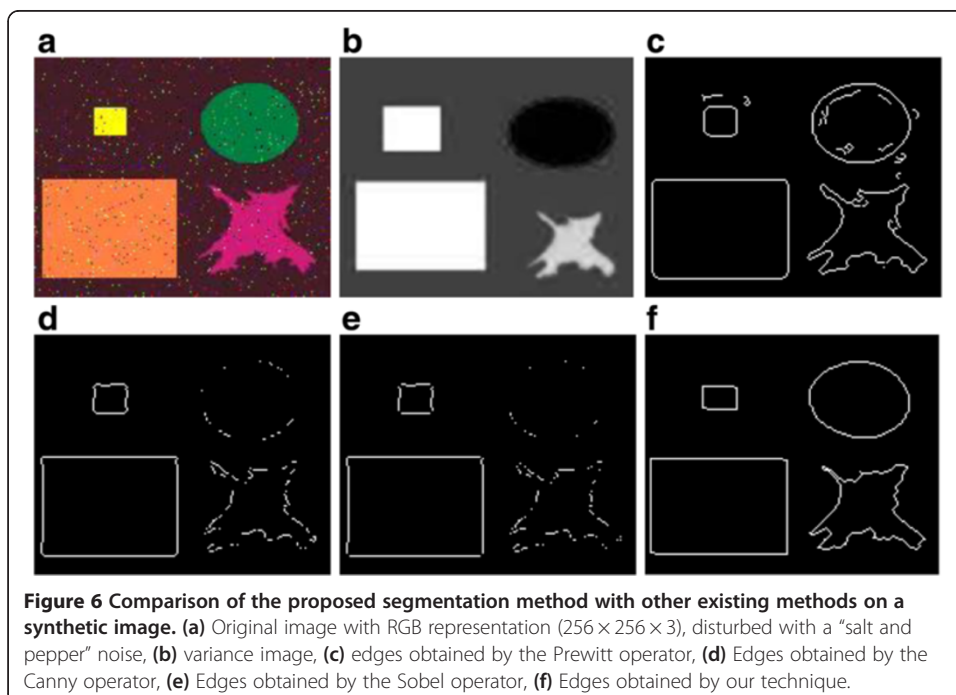 a
b
c
d
e
f
Figure 6 Comparison of the proposed segmentation method with other existing methods on a
synthetic image. (a) Original image with RGB representation (256 × 256 × 3), disturbed with a “salt and
pepper” noise, (b) variance image, (c) edges obtained by the Prewitt operator, (d) Edges obtained by the
Canny operator, (e) Edges obtained by the Sobel operator, (f) Edges obtained by our technique.